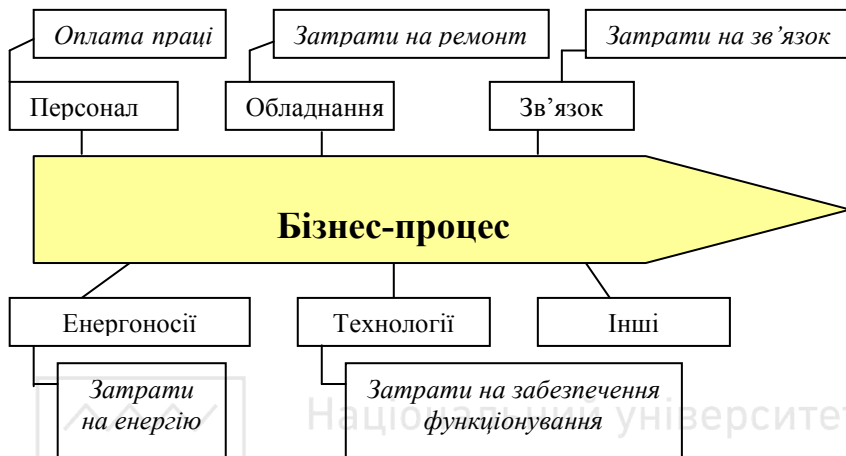 Оплата праці
Затрати на ремонт
Затрати на зв’язок
Персонал
Обладнання
Зв’язок
Бізнес-процес
Енергоносії
Технології
Інші
Затрати
на енергію
Затрати на забезпечення
функціонування
Національний університет